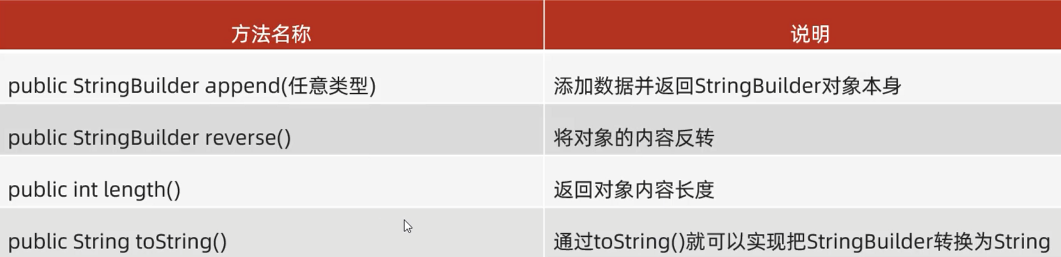 方法名称 说明
public StringBuilder append(任意类型) 添加数据并返回StringBuilder对象本身
public StringBuilder reverse() 将对象的内容反转
public int length() 返回对象内容长度
public String toString() 通过toString()就可以实现把StringBuilder转换为String